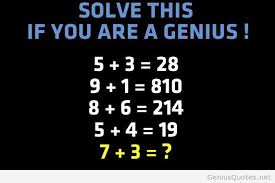 SOLVE THIS
IF YOU ARE A GENIUS !
5 + 3 = 28
9 + 1 = 810
8 + 6 = 214
5 + 4 = 19
7 + 3 = ?
GeniusQuotes.net